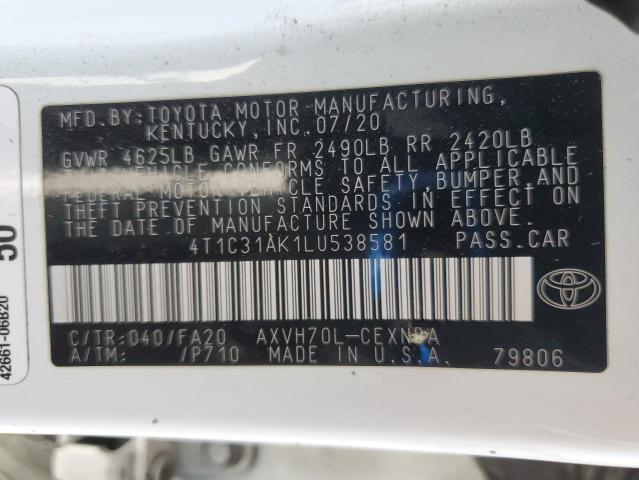 MFD.BY: TOYOTA MOTOR MANUFACTURING,
KENTUCKY, INC. 07/20
GVWR 4625LB GAWR FR 2490LB RR 2420LB
THIS VEHICLE CONFORMS TO ALL APPLICABLE
FEDERAL MOTOR VEHICLE SAFETY, BUMPER, AND
THEFT PREVENTION STANDARDS IN EFFECT ON
THE DATE OF MANUFACTURE SHOWN ABOVE.
4T1C31AK1LU538581 PASS.CAR
C/TR: 040/FA20 AXVH70L-CEXNBA
A/TM: /P710 MADE IN U.S.A. 79806
42661-06B20
50